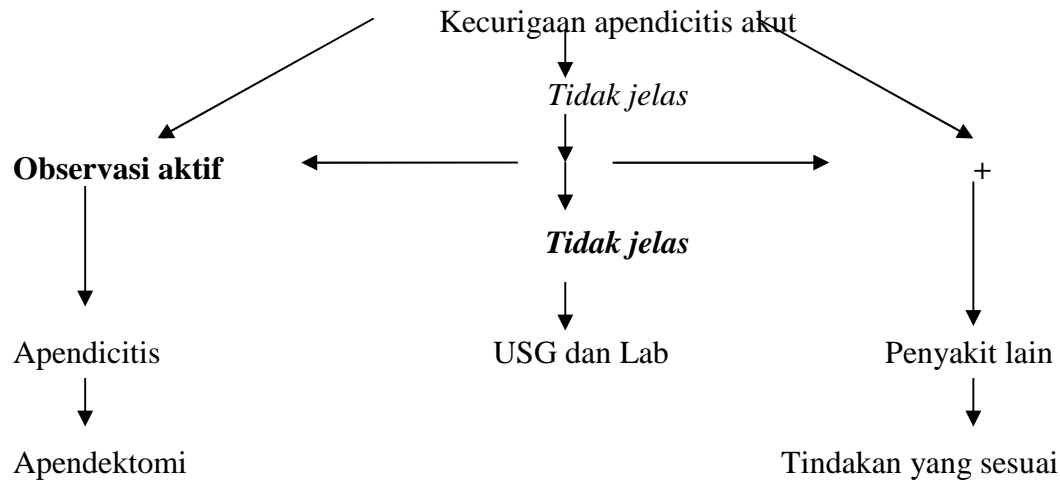 Kecurigaan apendicitis akut
Tidak jelas
Observasi aktif
+
Tidak jelas
Apendicitis
USG dan Lab
Penyakit lain
Apendektomi
Tindakan yang sesuai